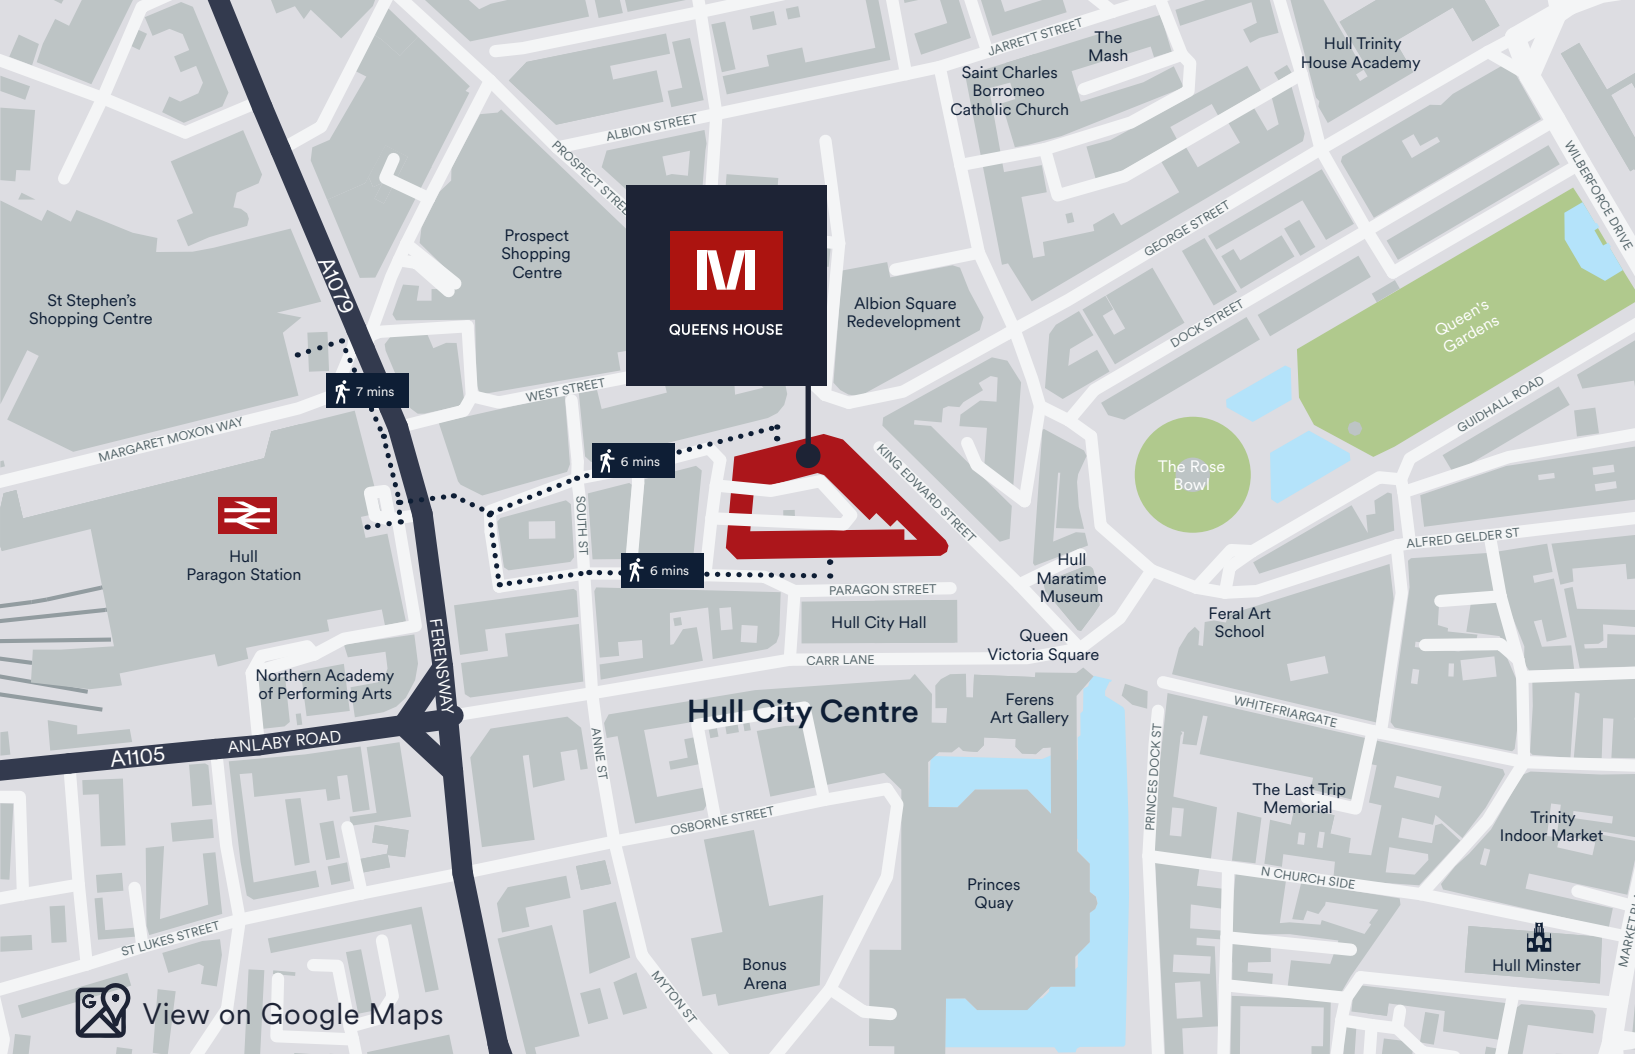 JARRETT STREET
The
Mash
Hull Trinity
House Academy
Saint Charles
Borromeo
Catholic Church
ALBION STREET
PROSPECT STREE
WILBERFORCE DRIVE
Prospect
Shopping
Centre
GEORGE STREET
A1079
M
QUEENS HOUSE
St Stephen's
Shopping Centre
Albion Square
Redevelopment
DOCK STREET
Queen's
Gardens
7 mins
WEST STREET
GUIDHALL ROAD
MARGARET MOXON WAY
6 mins
KING EDWARD STREET
The Rose
Bowl
SOUTH ST
ALFRED GELDER ST
Hull
Paragon Station
6 mins
Hull
Maratime
Museum
PARAGON STREET
Hull City Hall
Feral Art
School
Queen
Victoria Square
CARR LANE
FERENSWAY
Northern Academy
of Performing Arts
Hull City Centre
Ferens
Art Gallery
WHITEFRIARGATE
A1105
ANLABY ROAD
ANNE ST
PRINCES DOCK ST
The Last Trip
Memorial
OSBORNE STREET
Trinity
Indoor Market
N CHURCH SIDE
Princes
Quay
ST LUKES STREET
Bonus
Arena
MYTON ST
Hull Minster
G
View on Google Maps